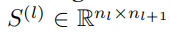 S^{(l)} ∈ ℝ^{n_l × n_{l+1}}